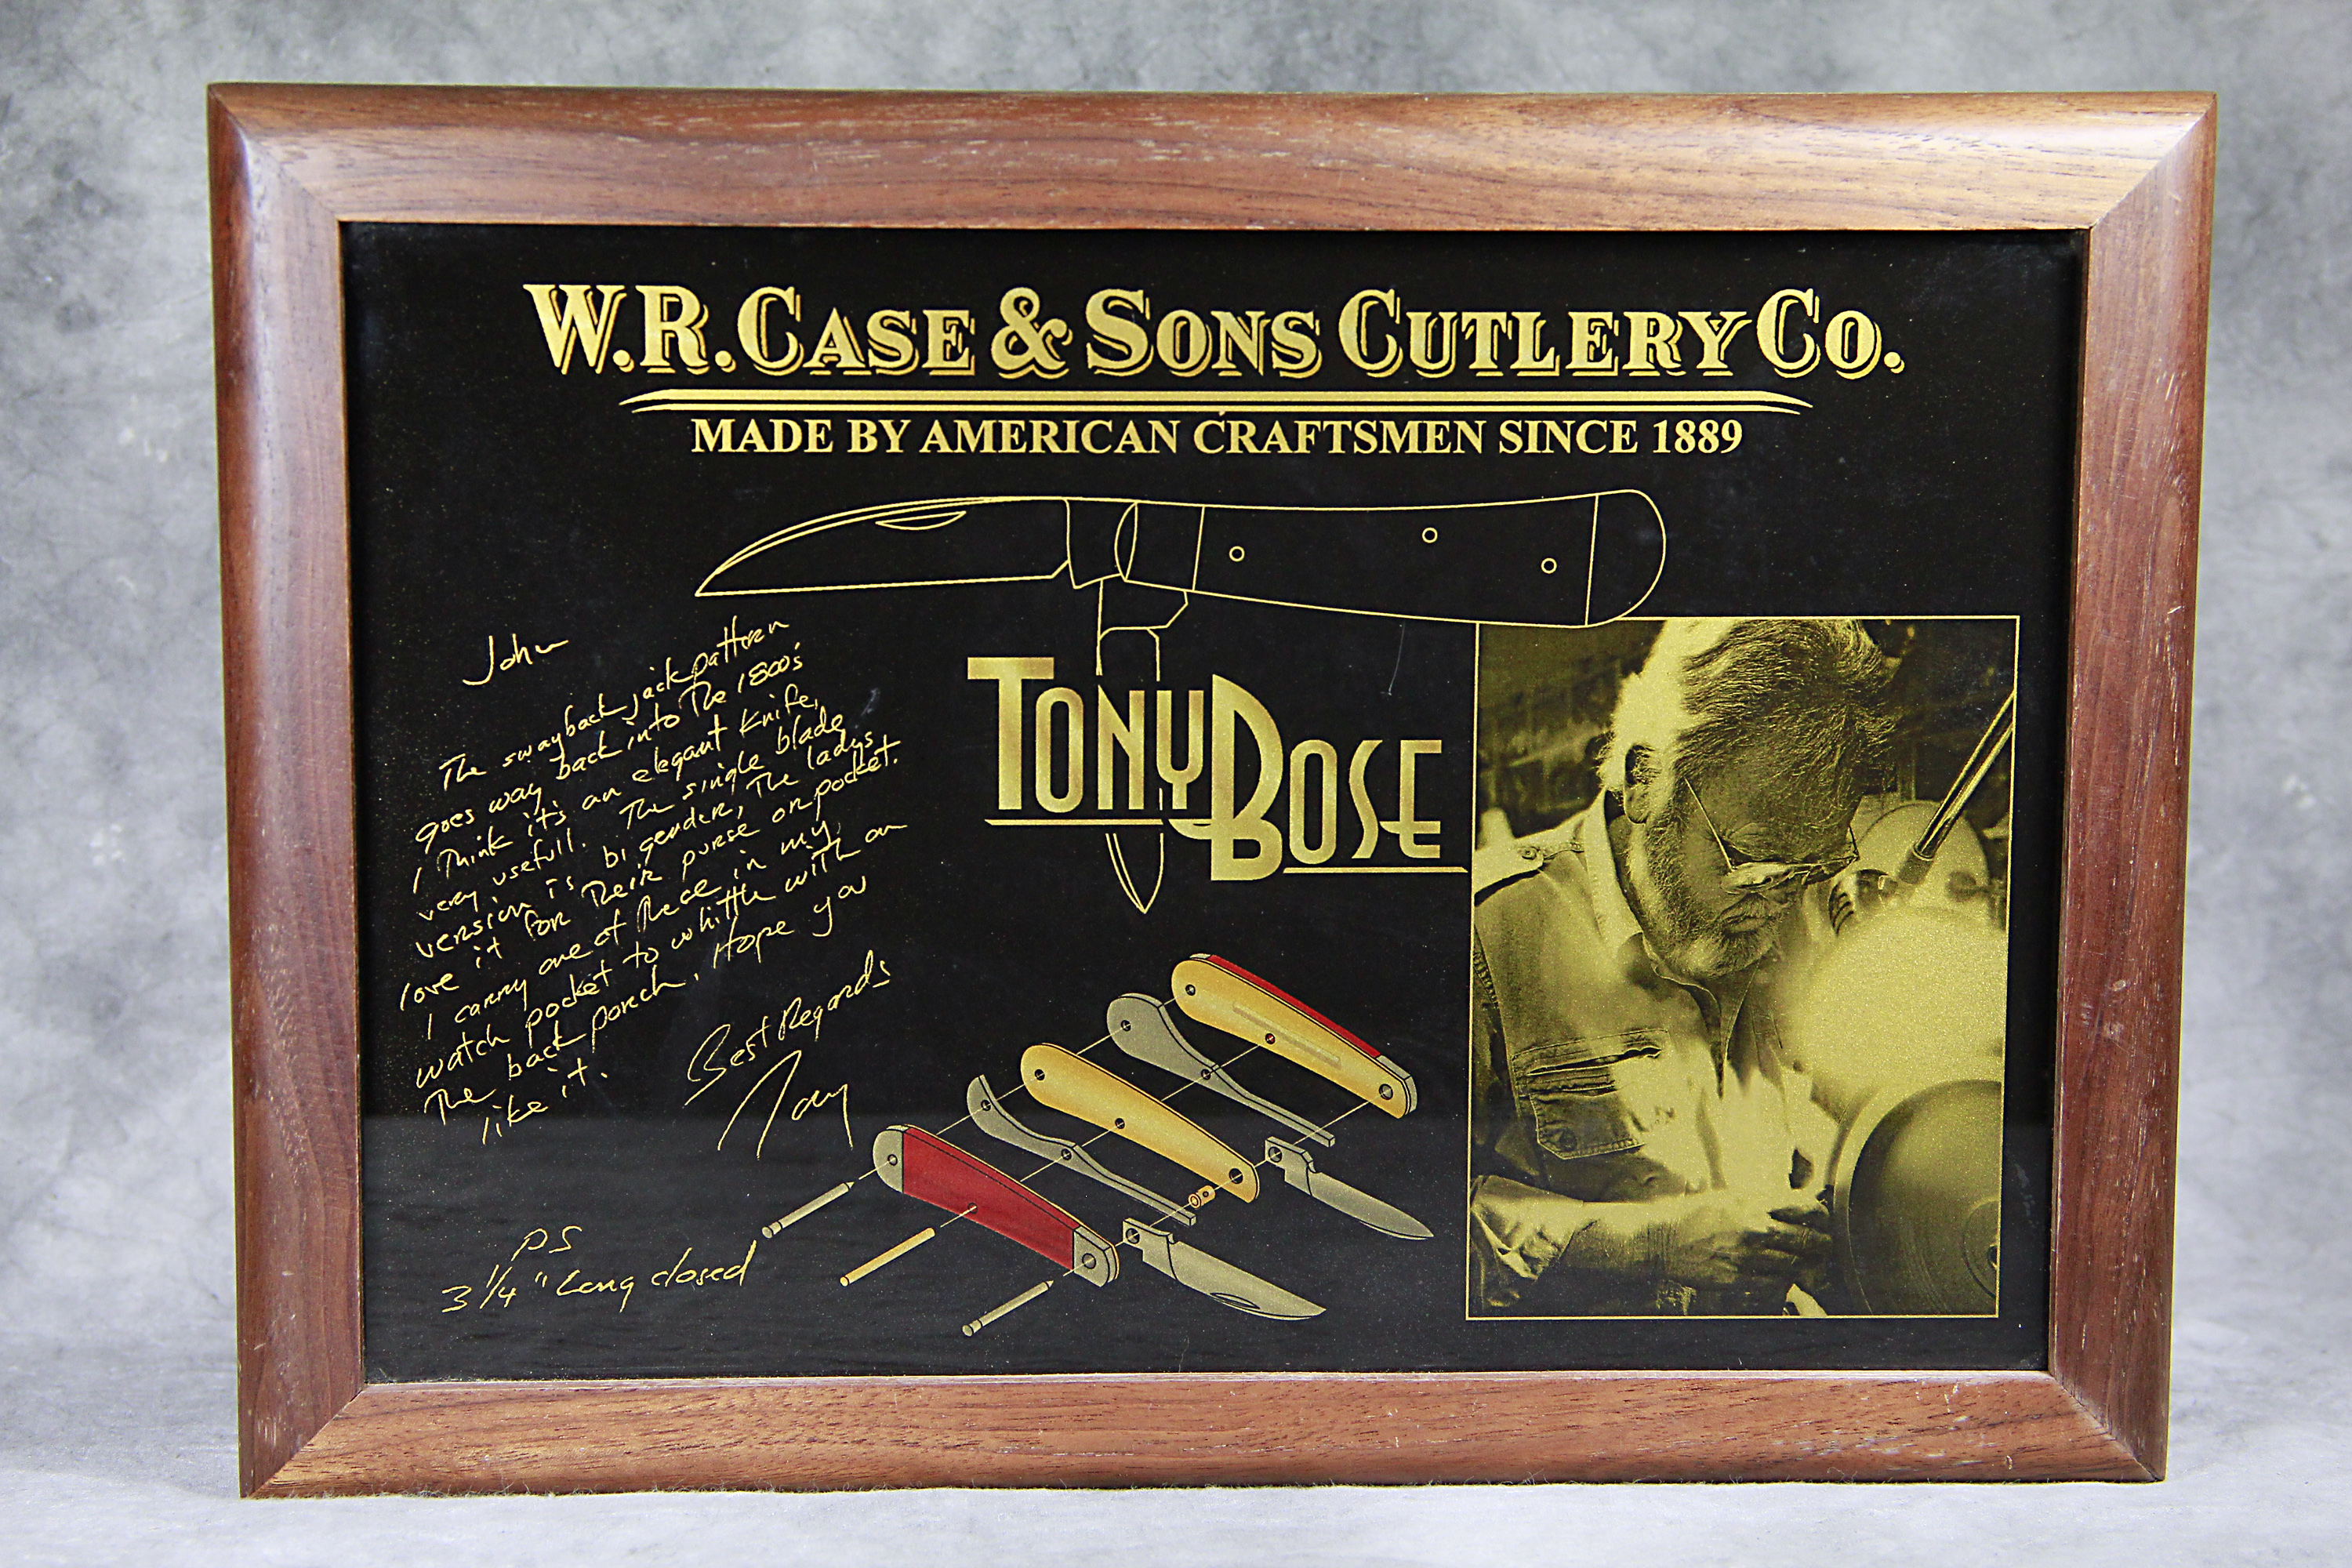 W.R. CASE & SONS CUTLERY CO.
MADE BY AMERICAN CRAFTSMEN SINCE 1889
TONY BOSE
John
The swayback jack pattern
goes way back into The 1800's
I Think it's an elegant knife,
very usefull. The single blade
version is bi gender, The ladys
love it for Their purse or pocket.
I carry one of These in my
watch pocket to whittle with on
The back porch. Hope you
like it.
Best Regards
Tony
PS
3 1/4" Long closed